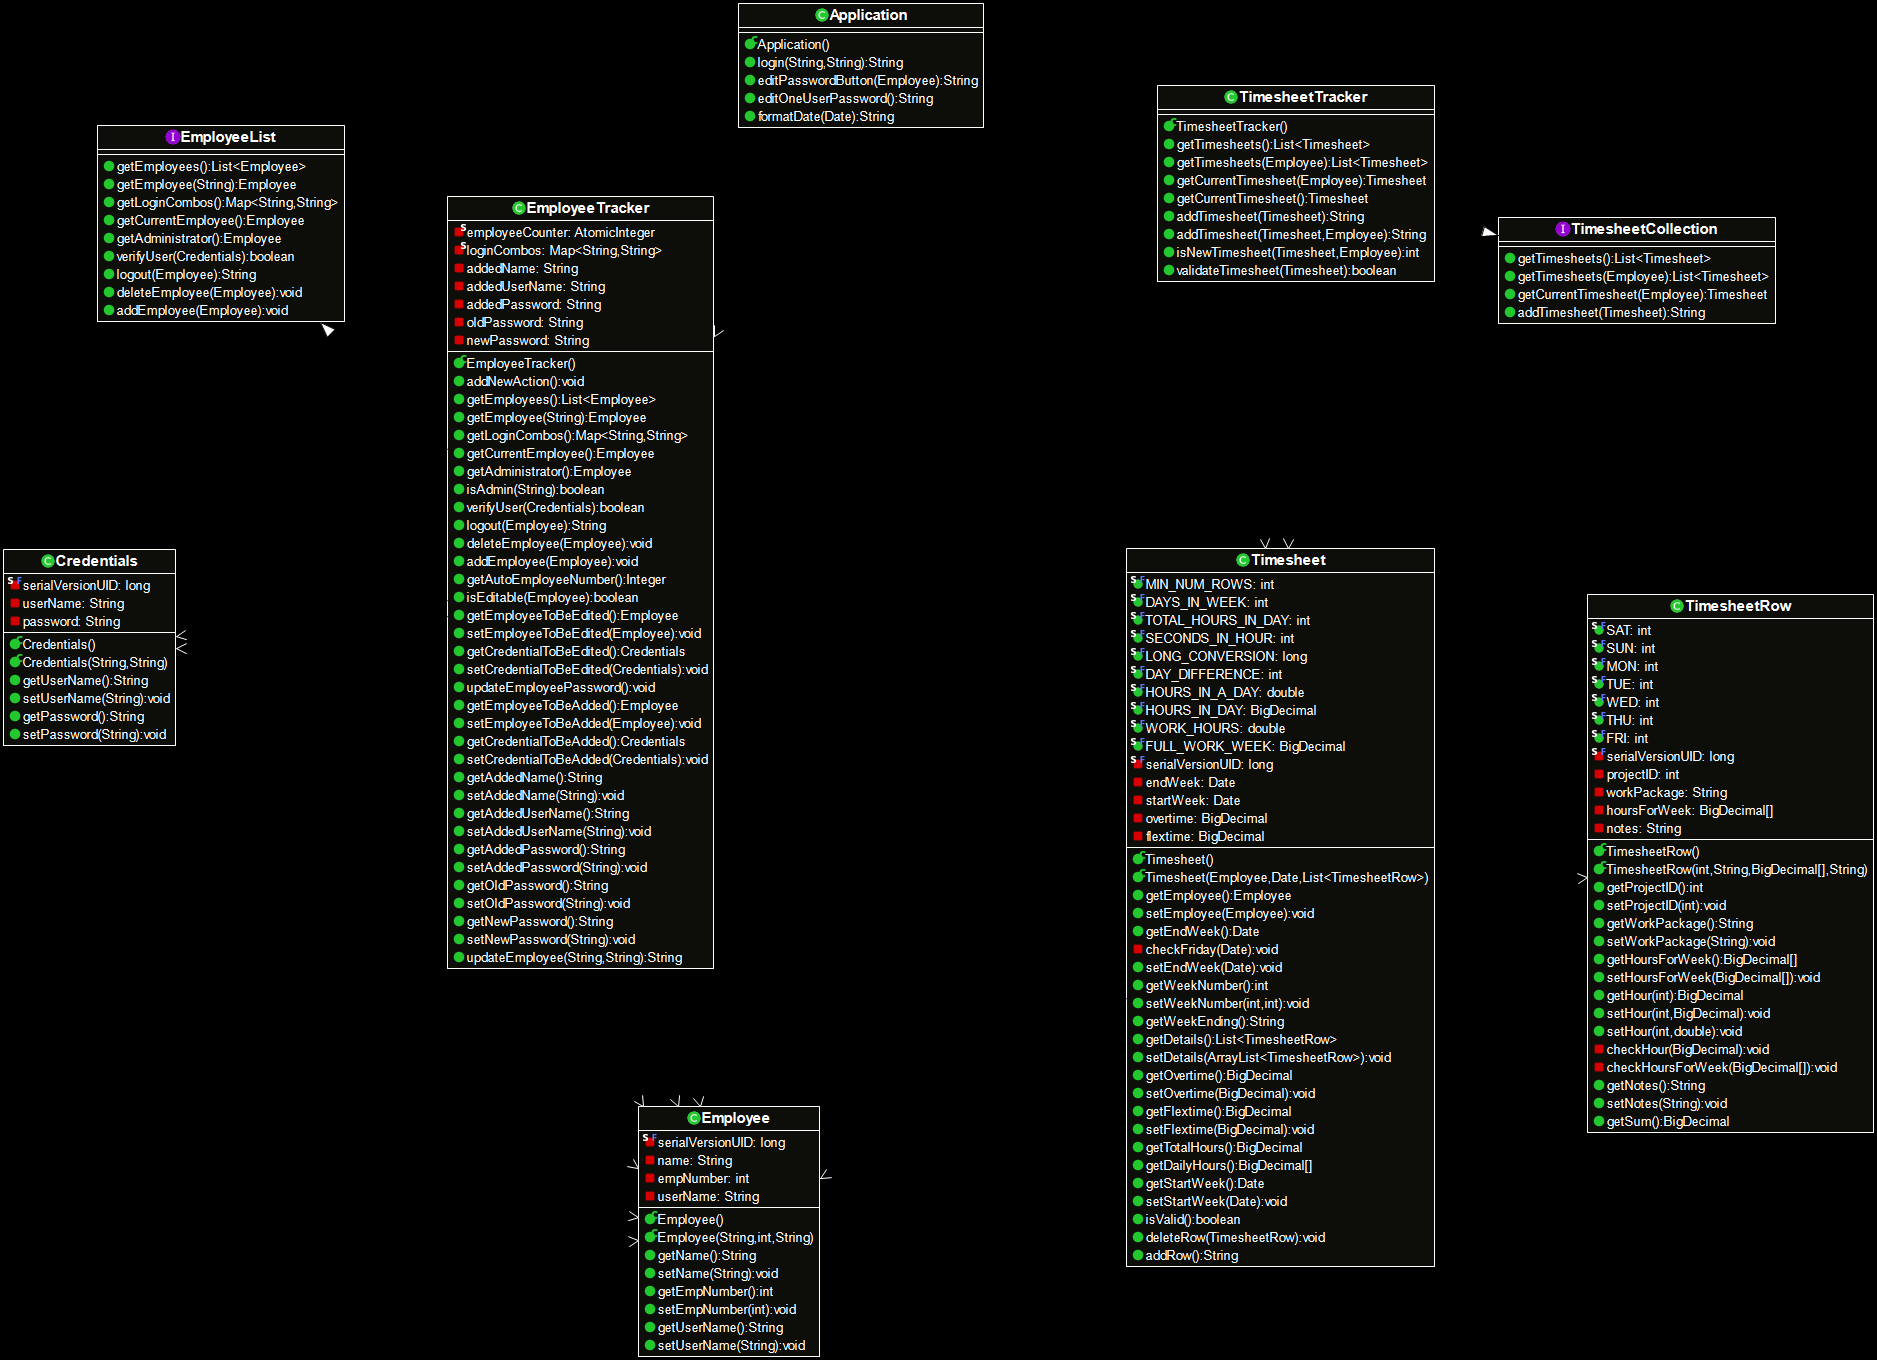 Application
Application()
login(String,String):String
editPasswordButton(Employee):String
editOneUserPassword():String
formatDate(Date):String
TimesheetTracker
TimesheetTracker()
getTimesheets():List<Timesheet>
getTimesheets(Employee):List<Timesheet>
getCurrentTimesheet(Employee):Timesheet
getCurrentTimesheet():Timesheet
addTimesheet(Timesheet):String
addTimesheet(Timesheet,Employee):String
isNewTimesheet(Timesheet,Employee):int
validateTimesheet(Timesheet):boolean
EmployeeList
getEmployees():List<Employee>
getEmployee(String):Employee
getLoginCombos():Map<String,String>
getCurrentEmployee():Employee
getAdministrator():Employee
verifyUser(Credentials):boolean
logout(Employee):String
deleteEmployee(Employee):void
addEmployee(Employee):void
EmployeeTracker
employeeCounter: AtomicInteger
loginCombos: Map<String,String>
addedName: String
addedUserName: String
addedPassword: String
oldPassword: String
newPassword: String
EmployeeTracker()
addNewAction():void
getEmployees():List<Employee>
getEmployee(String):Employee
getLoginCombos():Map<String,String>
getCurrentEmployee():Employee
getAdministrator():Employee
isAdmin(String):boolean
verifyUser(Credentials):boolean
logout(Employee):String
deleteEmployee(Employee):void
addEmployee(Employee):void
getAutoEmployeeNumber():Integer
isEditable(Employee):boolean
getEmployeeToBeEdited():Employee
setEmployeeToBeEdited(Employee):void
getCredentialToBeEdited():Credentials
setCredentialToBeEdited(Credentials):void
updateEmployeePassword():void
getEmployeeToBeAdded():Employee
setEmployeeToBeAdded(Employee):void
getCredentialToBeAdded():Credentials
setCredentialToBeAdded(Credentials):void
getAddedName():String
setAddedName(String):void
getAddedUserName():String
setAddedUserName(String):void
getAddedPassword():String
setAddedPassword(String):void
getOldPassword():String
setOldPassword(String):void
getNewPassword():String
setNewPassword(String):void
updateEmployee(String,String):String
TimesheetCollection
getTimesheets():List<Timesheet>
getTimesheets(Employee):List<Timesheet>
getCurrentTimesheet(Employee):Timesheet
addTimesheet(Timesheet):String
Credentials
serialVersionUID: long
userName: String
password: String
Credentials()
Credentials(String,String)
getUserName():String
setUserName(String):void
getPassword():String
setPassword(String):void
Timesheet
MIN_NUM_ROWS: int
DAYS_IN_WEEK: int
TOTAL_HOURS_IN_DAY: int
SECONDS_IN_HOUR: int
LONG_CONVERSION: long
DAY_DIFFERENCE: int
HOURS_IN_A_DAY: double
HOURS_IN_DAY: BigDecimal
WORK_HOURS: double
FULL_WORK_WEEK: BigDecimal
serialVersionUID: long
endWeek: Date
startWeek: Date
overtime: BigDecimal
flextime: BigDecimal
Timesheet()
Timesheet(Employee,Date,List<TimesheetRow>)
getEmployee():Employee
setEmployee(Employee):void
getEndWeek():Date
checkFriday(Date):void
setEndWeek(Date):void
getWeekNumber():int
setWeekNumber(int,int):void
getWeekEnding():String
getDetails():List<TimesheetRow>
setDetails(ArrayList<TimesheetRow>):void
getOvertime():BigDecimal
setOvertime(BigDecimal):void
getFlextime():BigDecimal
setFlextime(BigDecimal):void
getTotalHours():BigDecimal
getDailyHours():BigDecimal[]
getStartWeek():Date
setStartWeek(Date):void
isValid():boolean
deleteRow(TimesheetRow):void
addRow():String
TimesheetRow
SAT: int
SUN: int
MON: int
TUE: int
WED: int
THU: int
FRI: int
serialVersionUID: long
projectID: int
workPackage: String
hoursForWeek: BigDecimal[]
notes: String
TimesheetRow()
TimesheetRow(int,String,BigDecimal[],String)
getProjectID():int
setProjectID(int):void
getWorkPackage():String
setWorkPackage(String):void
getHoursForWeek():BigDecimal[]
setHoursForWeek(BigDecimal[]):void
getHour(int):BigDecimal
setHour(int,BigDecimal):void
setHour(int,double):void
checkHour(BigDecimal):void
checkHoursForWeek(BigDecimal[]):void
getNotes():String
setNotes(String):void
getSum():BigDecimal
Employee
serialVersionUID: long
name: String
empNumber: int
userName: String
Employee()
Employee(String,int,String)
getName():String
setName(String):void
getEmpNumber():int
setEmpNumber(int):void
getUserName():String
setUserName(String):void